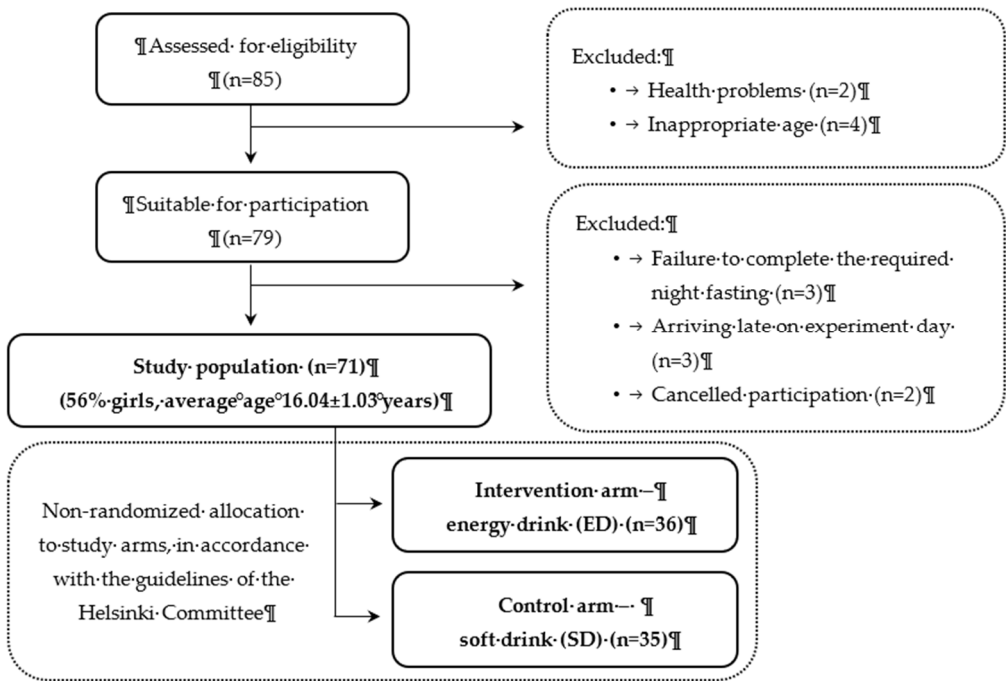 ¶Assessed· for·eligibility
¶(n=85)
Excluded:¶
• → Health·problems·(n=2)¶
• → Inappropriate·age·(n=4)¶
¶Suitable·for·participation
¶(n=79)
Excluded:¶
• → Failure·to·complete·the·required·
night·fasting·(n=3)¶
• → Arriving·late·on·experiment·day·
(n=3)¶
• → Cancelled·participation·(n=2)¶
Study·population·(n=71)¶
(56%·girls,·average°age°16.04±1.03°years)¶
Non-randomized·allocation·
to·study·arms,·in·accordance·
with·the·guidelines·of·the·
Helsinki·Committee¶
Intervention·arm·–¶
energy·drink·(ED)·(n=36)¶
Control·arm·–·¶
soft·drink·(SD)·(n=35)¶